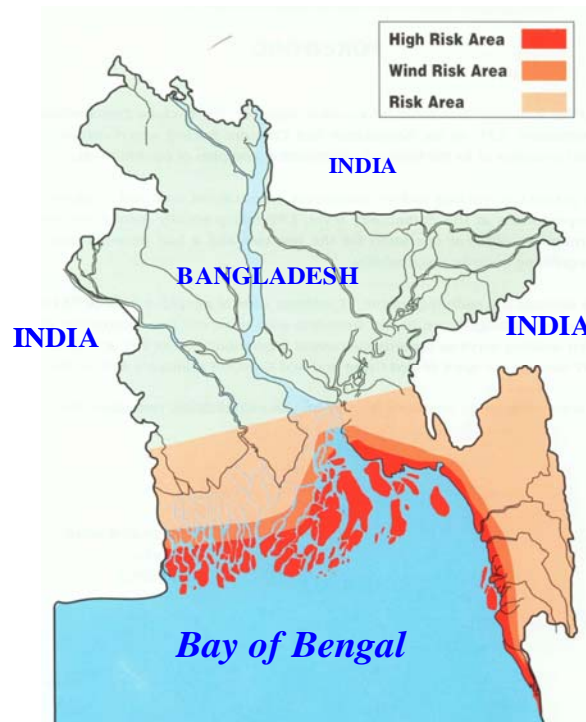 High Risk Area
Wind Risk Area
Risk Area
INDIA
BANGLADESH
INDIA
INDIA
Bay of Bengal